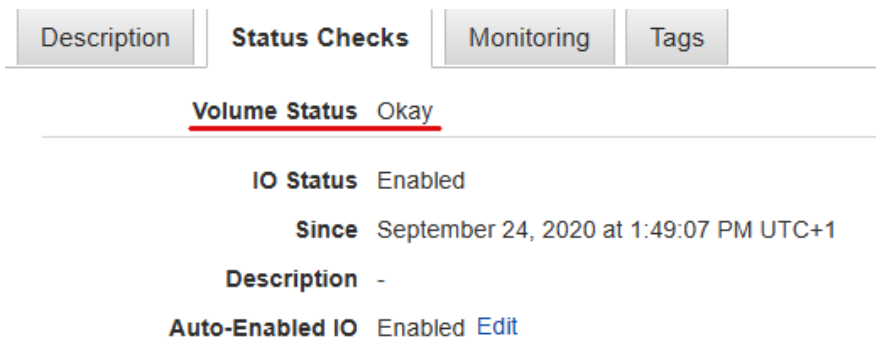 Description Status Checks Monitoring Tags
Volume Status Okay
IO Status Enabled
Since September 24, 2020 at 1:49:07 PM UTC+1
Description -
Auto-Enabled IO Enabled Edit